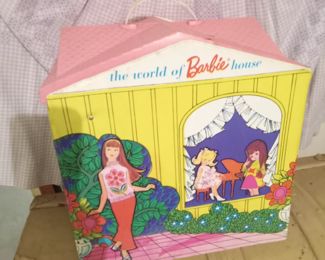 the world of Barbie house